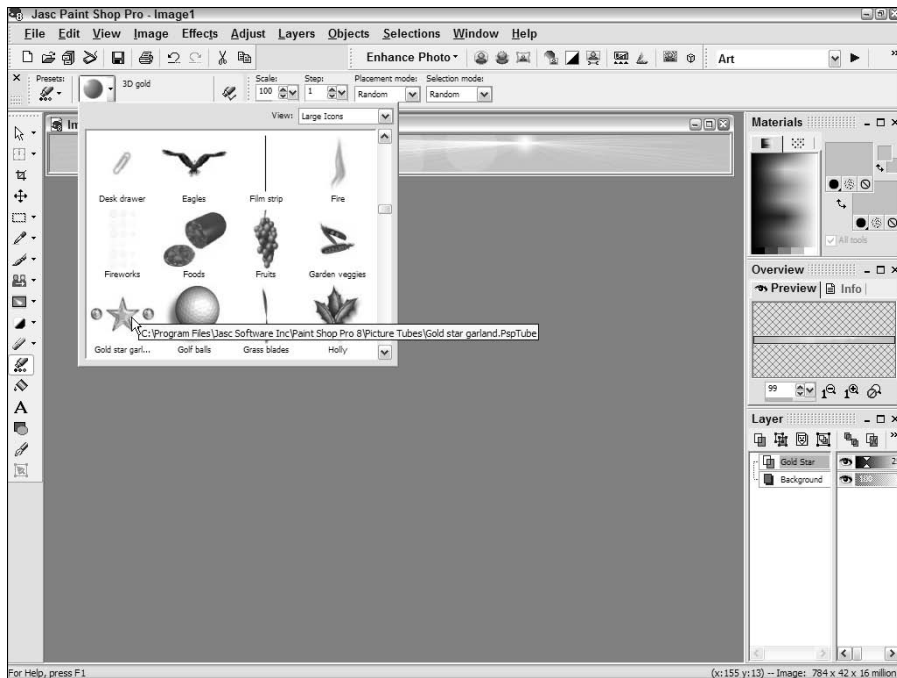 Jasc Paint Shop Pro - Image1
File Edit View Image Effects Adjust Layers Objects Selections Window Help
Enhance Photo Art
Presets: 3D gold Scale: 100 Step: 1 Placement mode: Random Selection mode: Random
View: Large Icons
Im
Desk drawer Eagles Film strip Fire
Fireworks Foods Fruits Garden veggies
C:\Program Files\Jasc Software Inc\Paint Shop Pro 8\Picture Tubes\Gold star garland.PspTube
Gold star garl... Golf balls Grass blades Holly
Materials
All tools
Overview
Preview Info
99
Layer
Gold Star 2
Background 100
For Help, press F1
(x:155 y:13) -- Image: 784 x 42 x 16 million